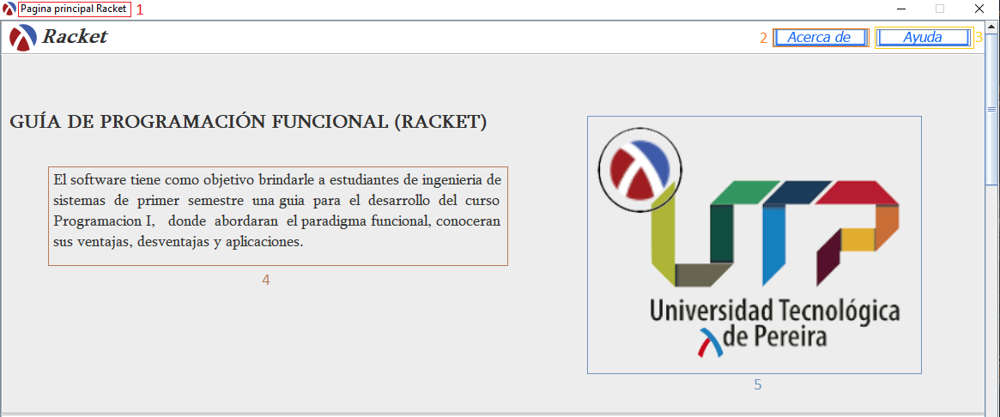 Pagina principal Racket 1
Racket
2 Acerca de Ayuda 3
GUÍA DE PROGRAMACIÓN FUNCIONAL (RACKET)
El software tiene como objetivo brindarle a estudiantes de ingenieria de
sistemas de primer semestre una guia para el desarrollo del curso
Programacion I, donde abordaran el paradigma funcional, conoceran
sus ventajas, desventajas y aplicaciones.
4
UTP
Universidad Tecnológica
de Pereira
5